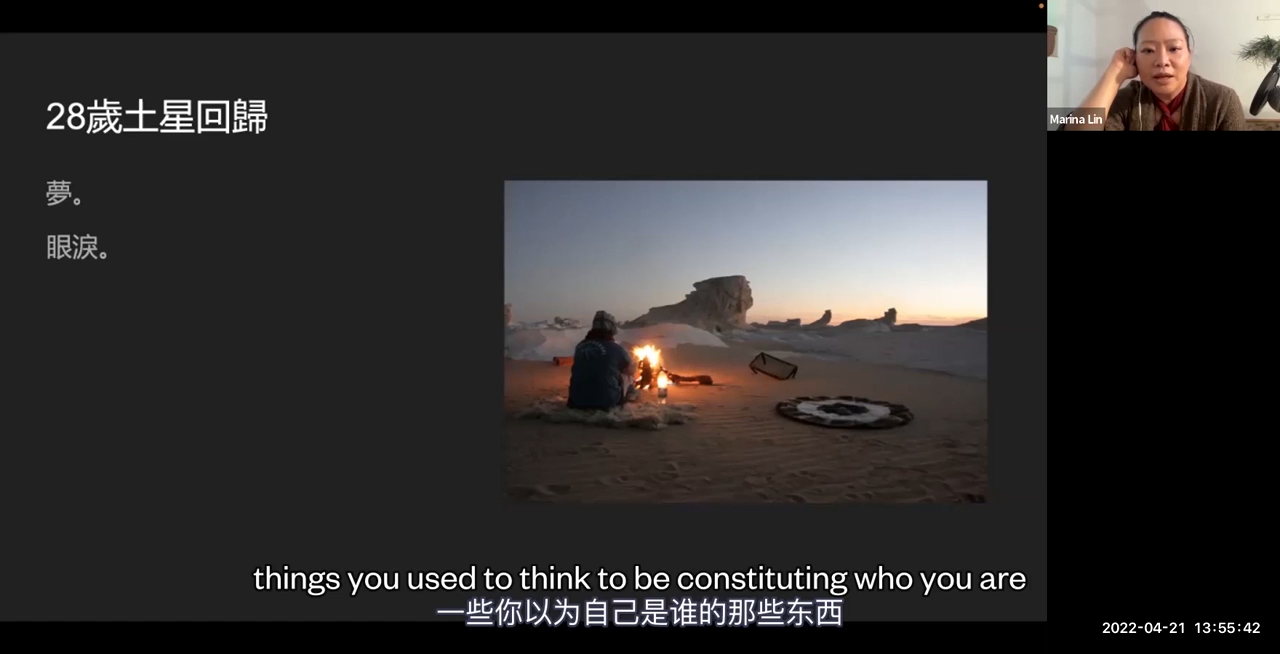 28歲土星回歸
夢。
眼淚。
Marina Lin
things you used to think to be constituting who you are
一些你以为自己是谁的那些东西
2022-04-21 13:55:42